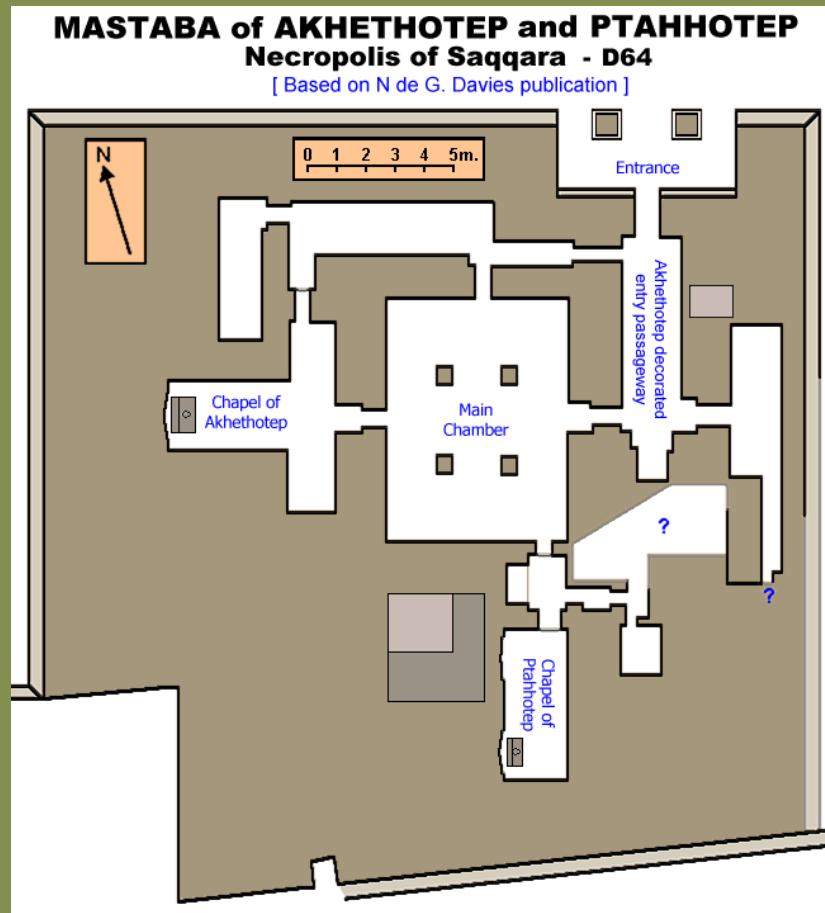 MASTABA of AKHETHOTEP and PTAHHOTEP
Necropolis of Saqqara - D64
[ Based on N de G. Davies publication ]
N
0 1 2 3 4 5m.
Entrance
Akhethotep decorated
entry passageway
Chapel of
Akhethotep
Main
Chamber
?
?
Chapel of
Ptahhotep